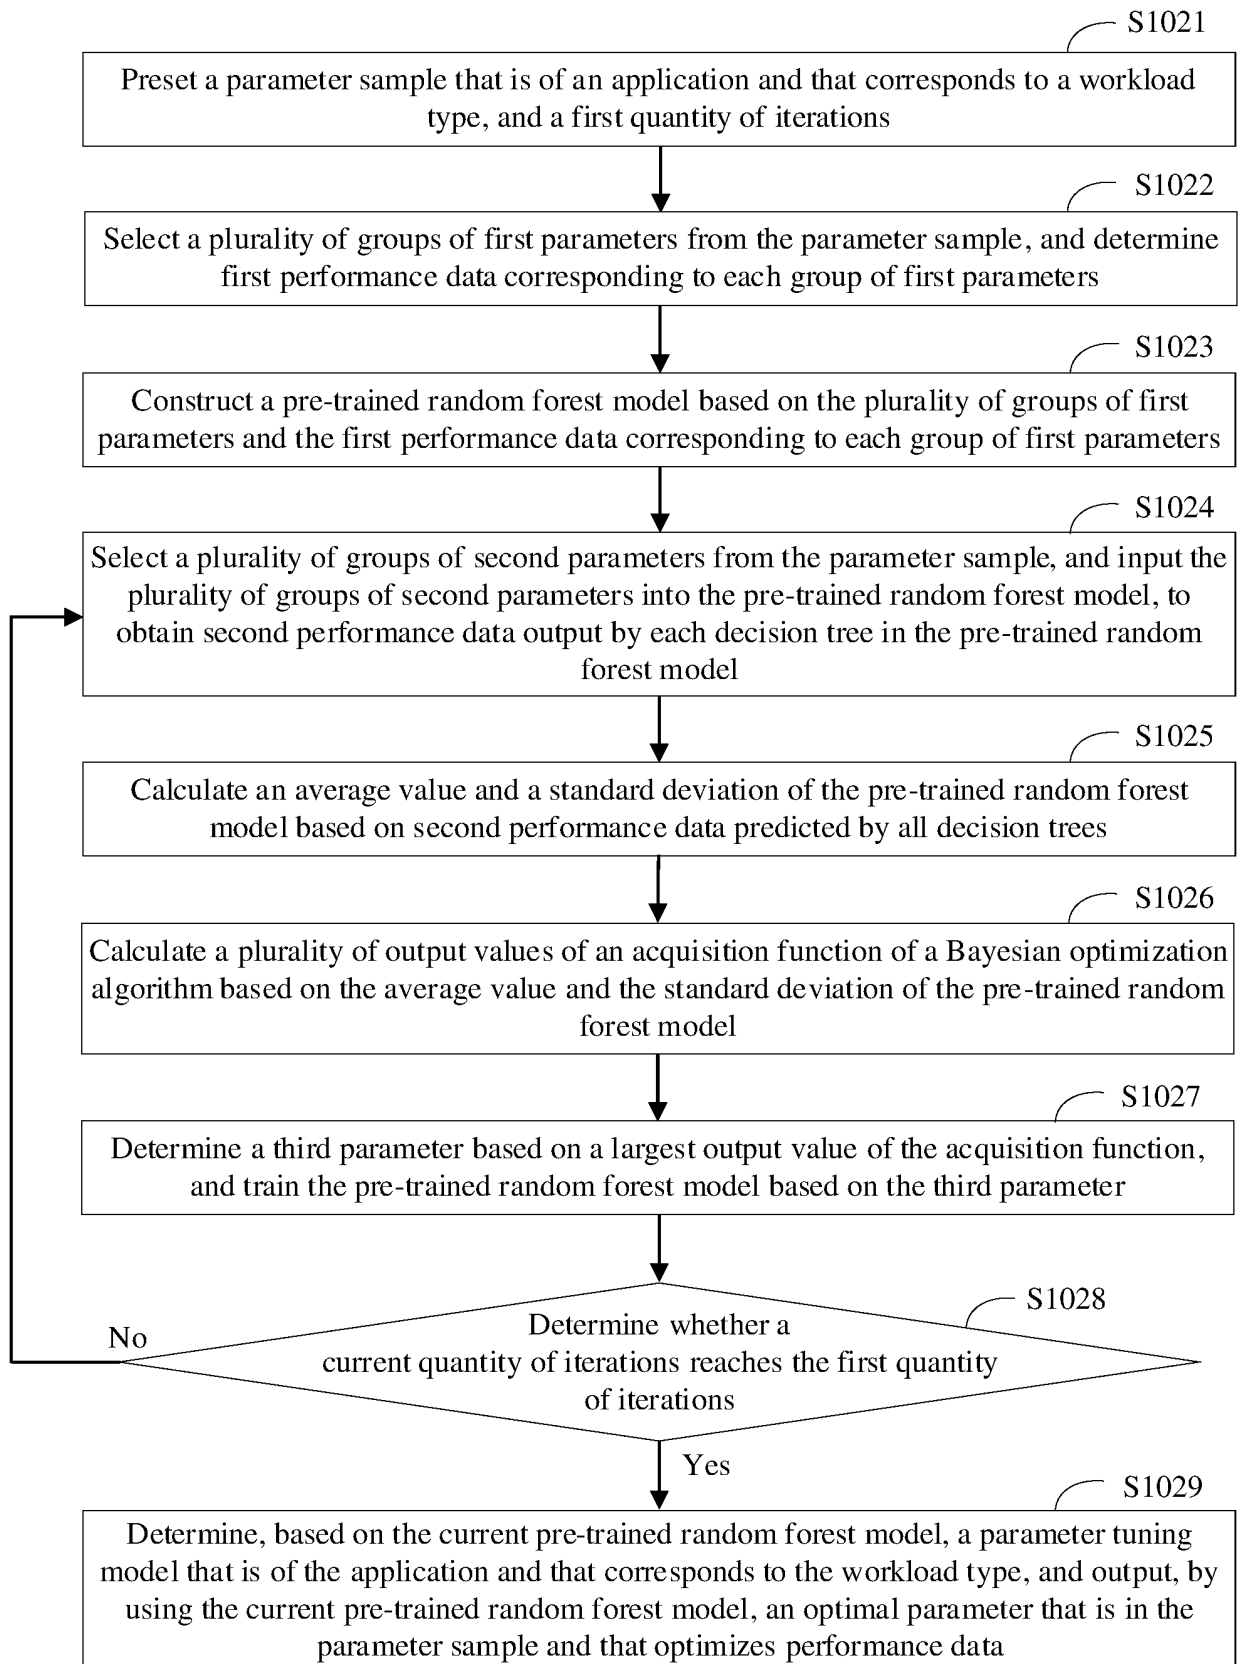 S1021
Preset a parameter sample that is of an application and that corresponds to a workload
type, and a first quantity of iterations
S1022
Select a plurality of groups of first parameters from the parameter sample, and determine
first performance data corresponding to each group of first parameters
S1023
Construct a pre-trained random forest model based on the plurality of groups of first
parameters and the first performance data corresponding to each group of first parameters
S1024
Select a plurality of groups of second parameters from the parameter sample, and input the
plurality of groups of second parameters into the pre-trained random forest model, to
obtain second performance data output by each decision tree in the pre-trained random
forest model
S1025
Calculate an average value and a standard deviation of the pre-trained random forest
model based on second performance data predicted by all decision trees
S1026
Calculate a plurality of output values of an acquisition function of a Bayesian optimization
algorithm based on the average value and the standard deviation of the pre-trained random
forest model
S1027
Determine a third parameter based on a largest output value of the acquisition function,
and train the pre-trained random forest model based on the third parameter
S1028
Determine whether a
current quantity of iterations reaches the first quantity
of iterations
No
Yes
S1029
Determine, based on the current pre-trained random forest model, a parameter tuning
model that is of the application and that corresponds to the workload type, and output, by
using the current pre-trained random forest model, an optimal parameter that is in the
parameter sample and that optimizes performance data